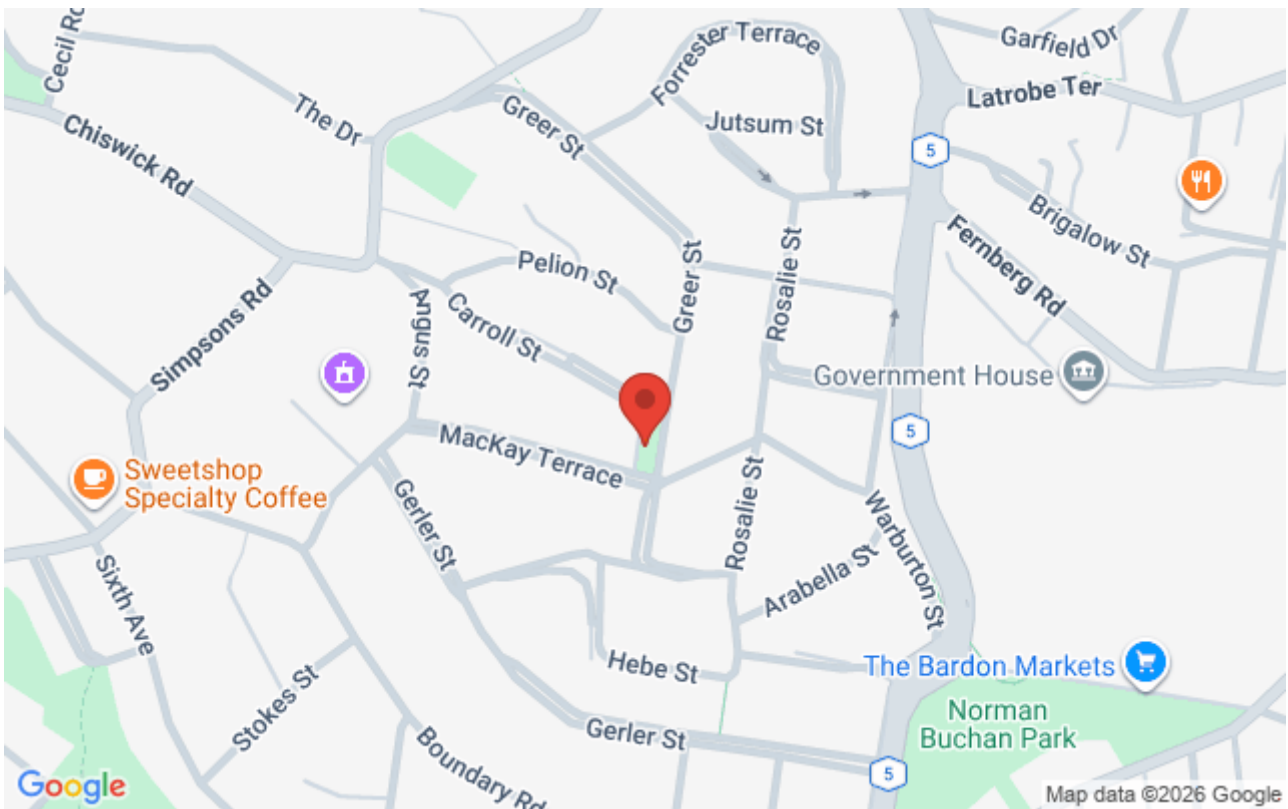 Cecil Ro
The Dr
Chiswick Rd
Greer St
Forrester Terrace
Jutsum St
Garfield Dr
Latrobe Ter
5
Brigalow St
Fernberg Rd
Simpsons Rd
Angus St
Carroll St
Pelion St
Greer St
Rosalie St
Government House
5
Sweetshop
Specialty Coffee
MacKay Terrace
Gerler St
Rosalie St
Warburton St
Arabella St
Sixth Ave
Stokes St
Hebe St
The Bardon Markets
Norman
Buchan Park
Boundary Rd
Gerler St
5
Google
Map data ©2026 Google